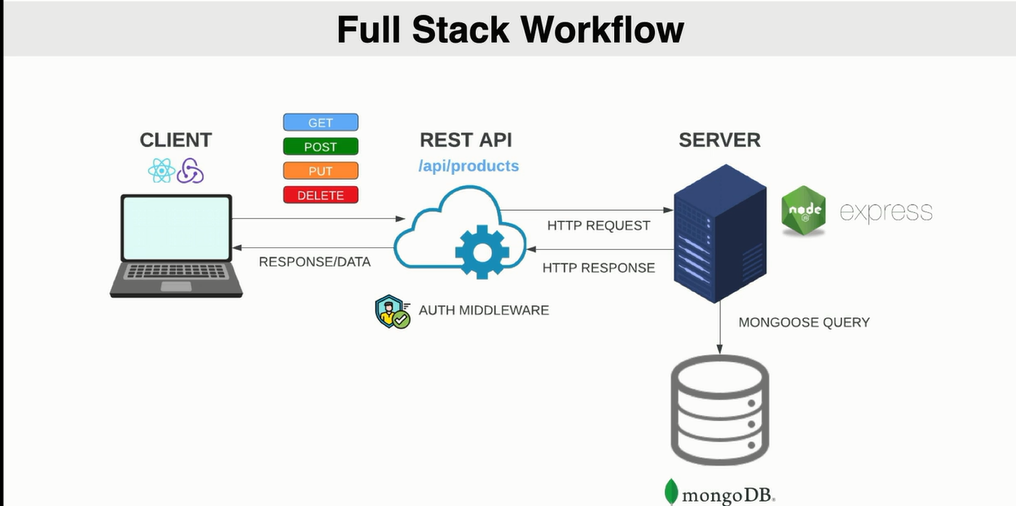 Full Stack Workflow
CLIENT
GET
POST
PUT
DELETE
REST API
/api/products
SERVER
node
express
HTTP REQUEST
RESPONSE/DATA
HTTP RESPONSE
AUTH MIDDLEWARE
MONGOOSE QUERY
mongoDB